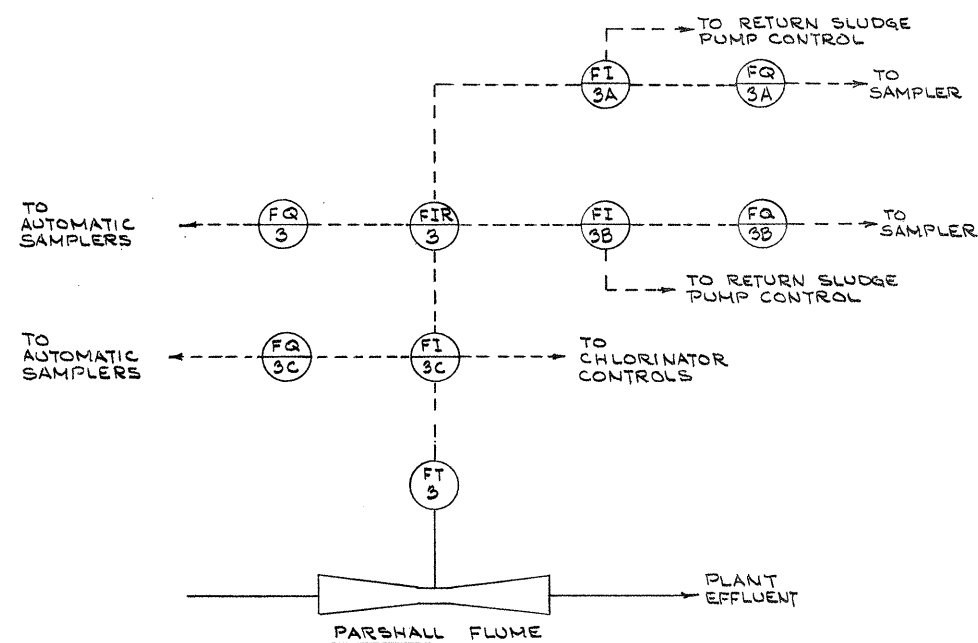 TO RETURN SLUDGE
PUMP CONTROL
FI
3A
FQ
3A
TO
SAMPLER
TO
AUTOMATIC
SAMPLERS
FQ
3
FIR
3
FI
3B
FQ
3B
TO
SAMPLER
TO RETURN SLUDGE
PUMP CONTROL
TO
AUTOMATIC
SAMPLERS
FQ
3C
FI
3C
TO
CHLORINATOR
CONTROLS
FT
3
PLANT
EFFLUENT
PARSHALL FLUME